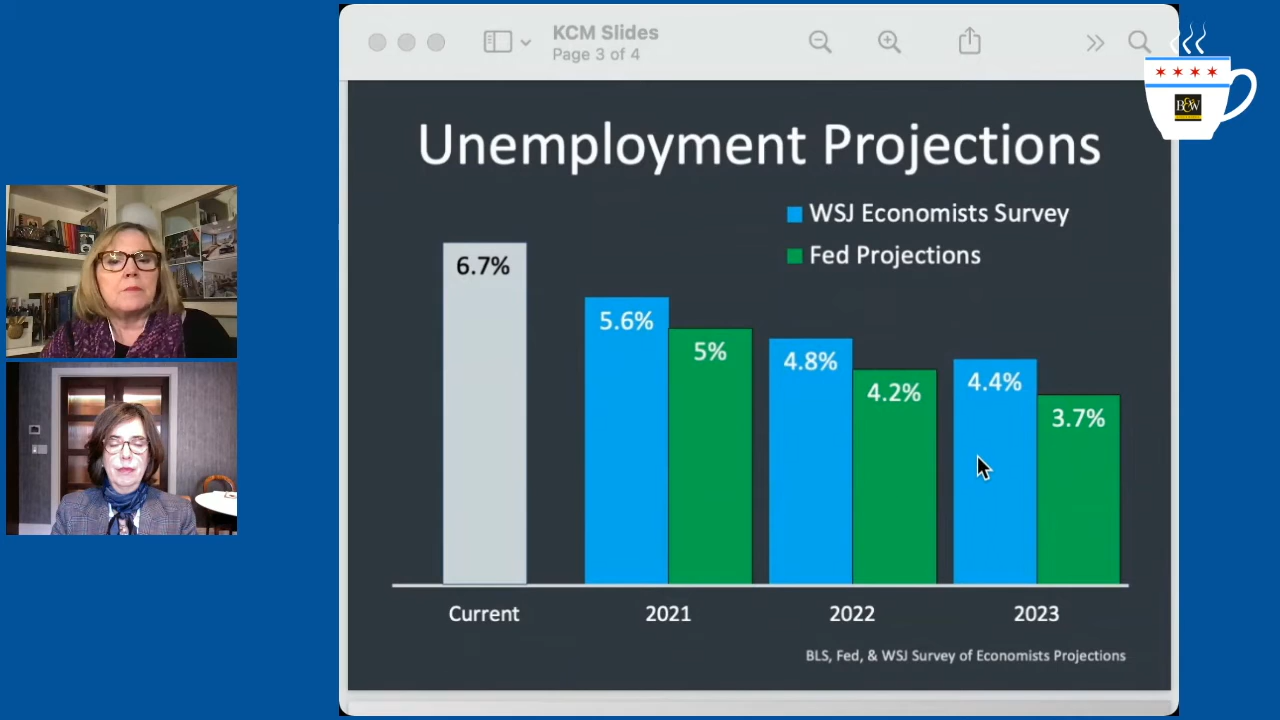 KCM Slides
Page 3 of 4
B&W
Unemployment Projections
WSJ Economists Survey
Fed Projections
6.7%
5.6%
5%
4.8%
4.2%
4.4%
3.7%
Current
2021
2022
2023
BLS, Fed, & WSJ Survey of Economists Projections